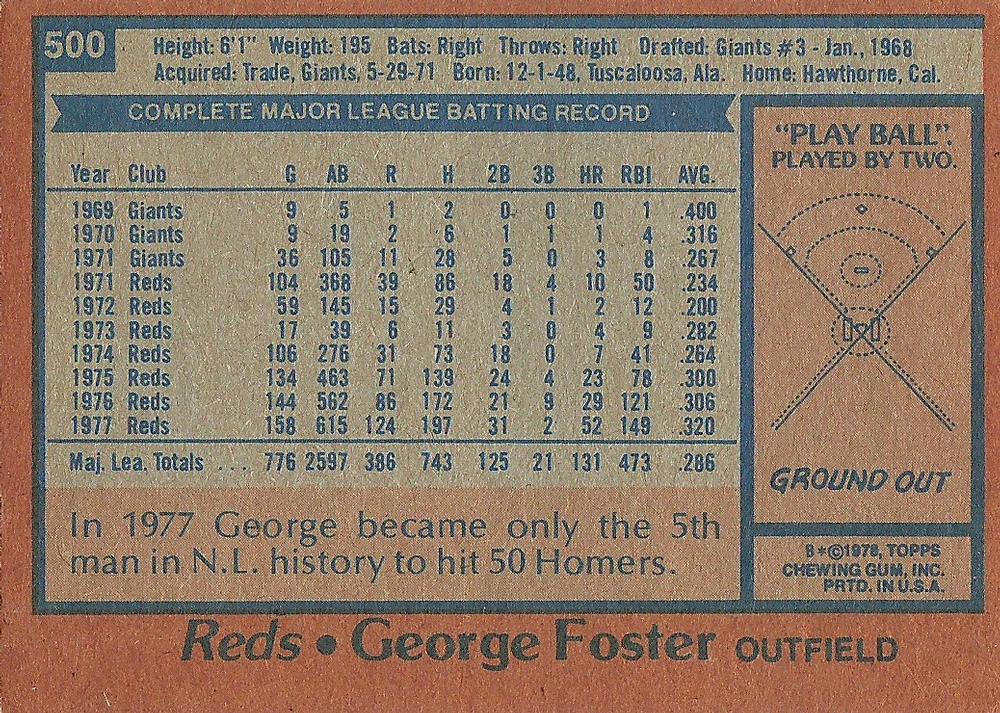 500
Height: 6'1" Weight: 195 Bats: Right Throws: Right Drafted: Giants #3 - Jan., 1968
Acquired: Trade, Giants, 5-29-71 Born: 12-1-48, Tuscaloosa, Ala. Home: Hawthorne, Cal.
COMPLETE MAJOR LEAGUE BATTING RECORD
Year Club G AB R H 2B 3B HR RBI AVG.
1969 Giants 9 5 1 2 0 0 0 1 .400
1970 Giants 9 19 2 6 1 1 1 4 .316
1971 Giants 36 105 11 28 5 0 3 8 .267
1971 Reds 104 368 39 86 18 4 10 50 .234
1972 Reds 59 145 15 29 4 1 2 12 .200
1973 Reds 17 39 6 11 3 0 4 9 .282
1974 Reds 106 276 31 73 18 0 7 41 .264
1975 Reds 134 463 71 139 24 4 23 78 .300
1976 Reds 144 562 86 172 21 9 29 121 .306
1977 Reds 158 615 124 197 31 2 52 149 .320
Maj. Lea. Totals ... 776 2597 386 743 125 21 131 473 .286
In 1977 George became only the 5th
man in N.L. history to hit 50 Homers.
"PLAY BALL".
PLAYED BY TWO.
GROUND OUT
B*©1978, TOPPS
CHEWING GUM, INC.
PRTD. IN U.S.A.
Reds • George Foster OUTFIELD